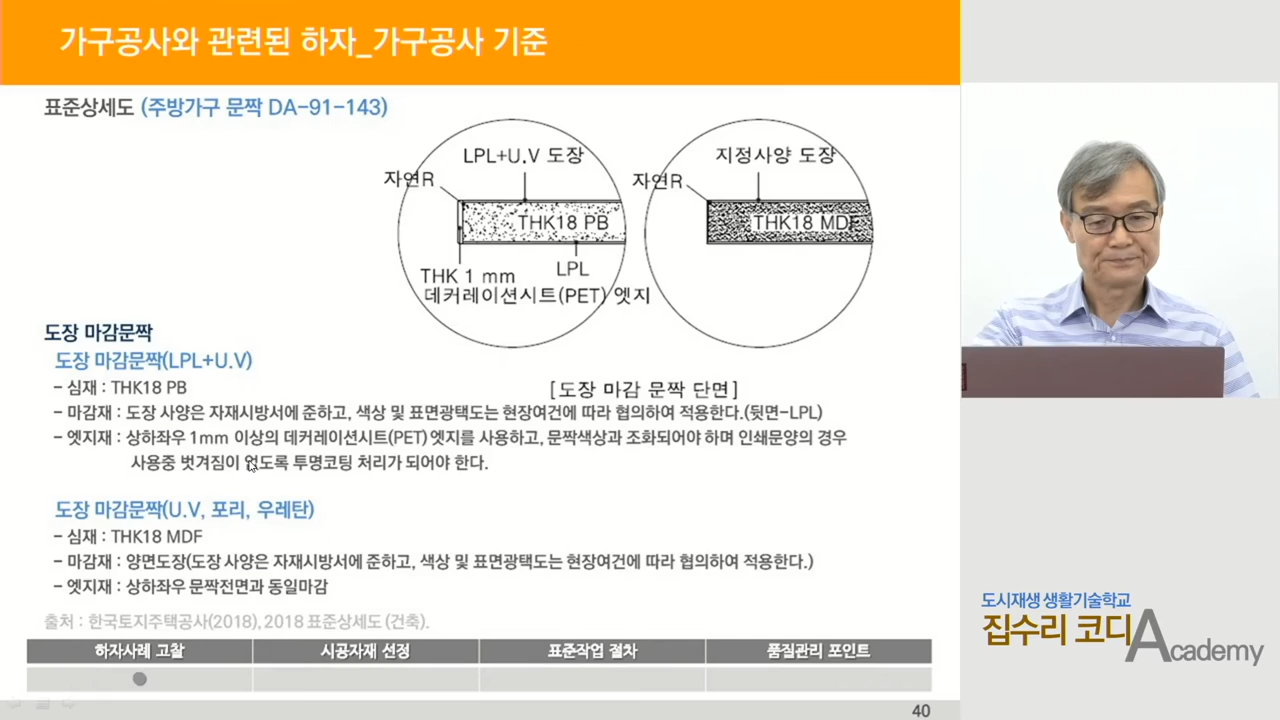 가구공사와 관련된 하자_가구공사 기준
표준상세도 (주방가구 문짝 DA-91-143)
LPL+U.V 도장
자연R
THK18 PB
THK 1 mm
LPL
데커레이션시트(PET) 엣지
지정사양 도장
자연R
THK18 MDF
[도장 마감 문짝 단면]
도장 마감문짝
도장 마감문짝(LPL+U.V)
- 심재 : THK18 PB
- 마감재 : 도장 사양은 자재시방서에 준하고, 색상 및 표면광택도는 현장여건에 따라 협의하여 적용한다.(뒷면-LPL)
- 엣지재 : 상하좌우 1mm 이상의 데커레이션시트(PET) 엣지를 사용하고, 문짝색상과 조화되어야 하며 인쇄문양의 경우
사용중 벗겨짐이 없도록 투명코팅 처리가 되어야 한다.
도장 마감문짝(U.V, 포리, 우레탄)
- 심재 : THK18 MDF
- 마감재 : 양면도장(도장 사양은 자재시방서에 준하고, 색상 및 표면광택도는 현장여건에 따라 협의하여 적용한다.)
- 엣지재 : 상하좌우 문짝전면과 동일마감
출처 : 한국토지주택공사(2018), 2018 표준상세도 (건축).
하자사례 고찰 시공자재 선정 표준작업 절차 품질관리 포인트
40
도시재생 생활기술학교
집수리 코디 Academy